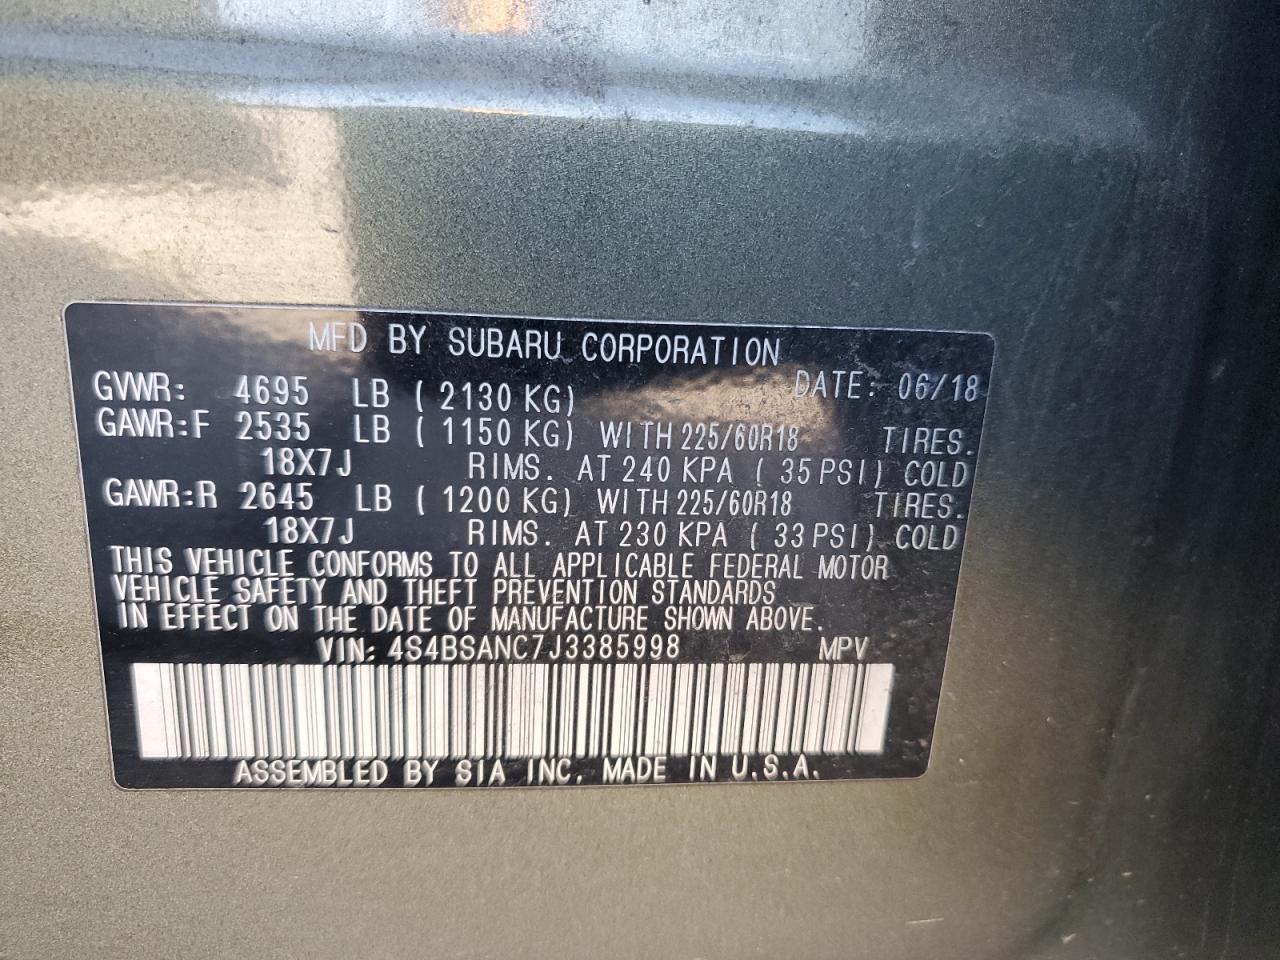 MFD BY SUBARU CORPORATION
GVWR: 4695 LB ( 2130 KG) DATE: 06/18
GAWR:F 2535 LB ( 1150 KG) WITH 225/60R18 TIRES.
18X7J RIMS. AT 240 KPA ( 35 PSI) COLD
GAWR:R 2645 LB ( 1200 KG) WITH 225/60R18 TIRES.
18X7J RIMS. AT 230 KPA ( 33 PSI) COLD
THIS VEHICLE CONFORMS TO ALL APPLICABLE FEDERAL MOTOR
VEHICLE SAFETY AND THEFT PREVENTION STANDARDS
IN EFFECT ON THE DATE OF MANUFACTURE SHOWN ABOVE.
VIN: 4S4BSANC7J3385998 MPV
ASSEMBLED BY SIA INC. MADE IN U.S.A.